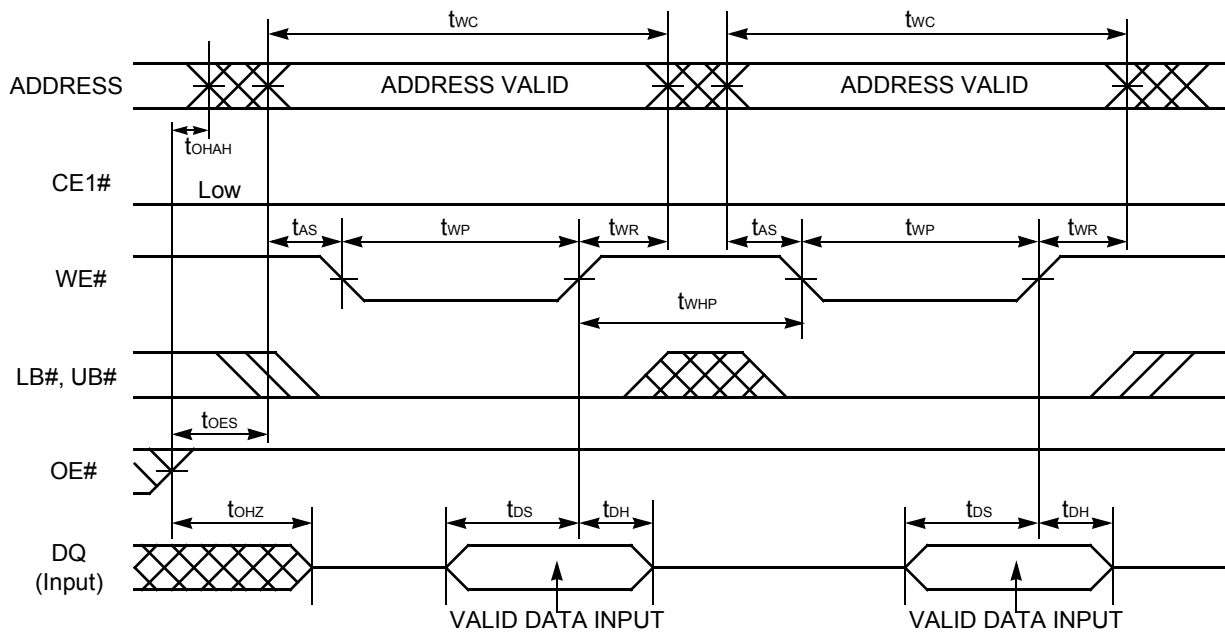 tWC tWC
ADDRESS ADDRESS VALID ADDRESS VALID
tOHAH
CE1# Low
tAS tWP tWR tAS tWP tWR
WE#
tWHP
LB#, UB#
tOES
OE#
tOHZ tDS tDH tDS tDH
DQ
(Input)
VALID DATA INPUT VALID DATA INPUT